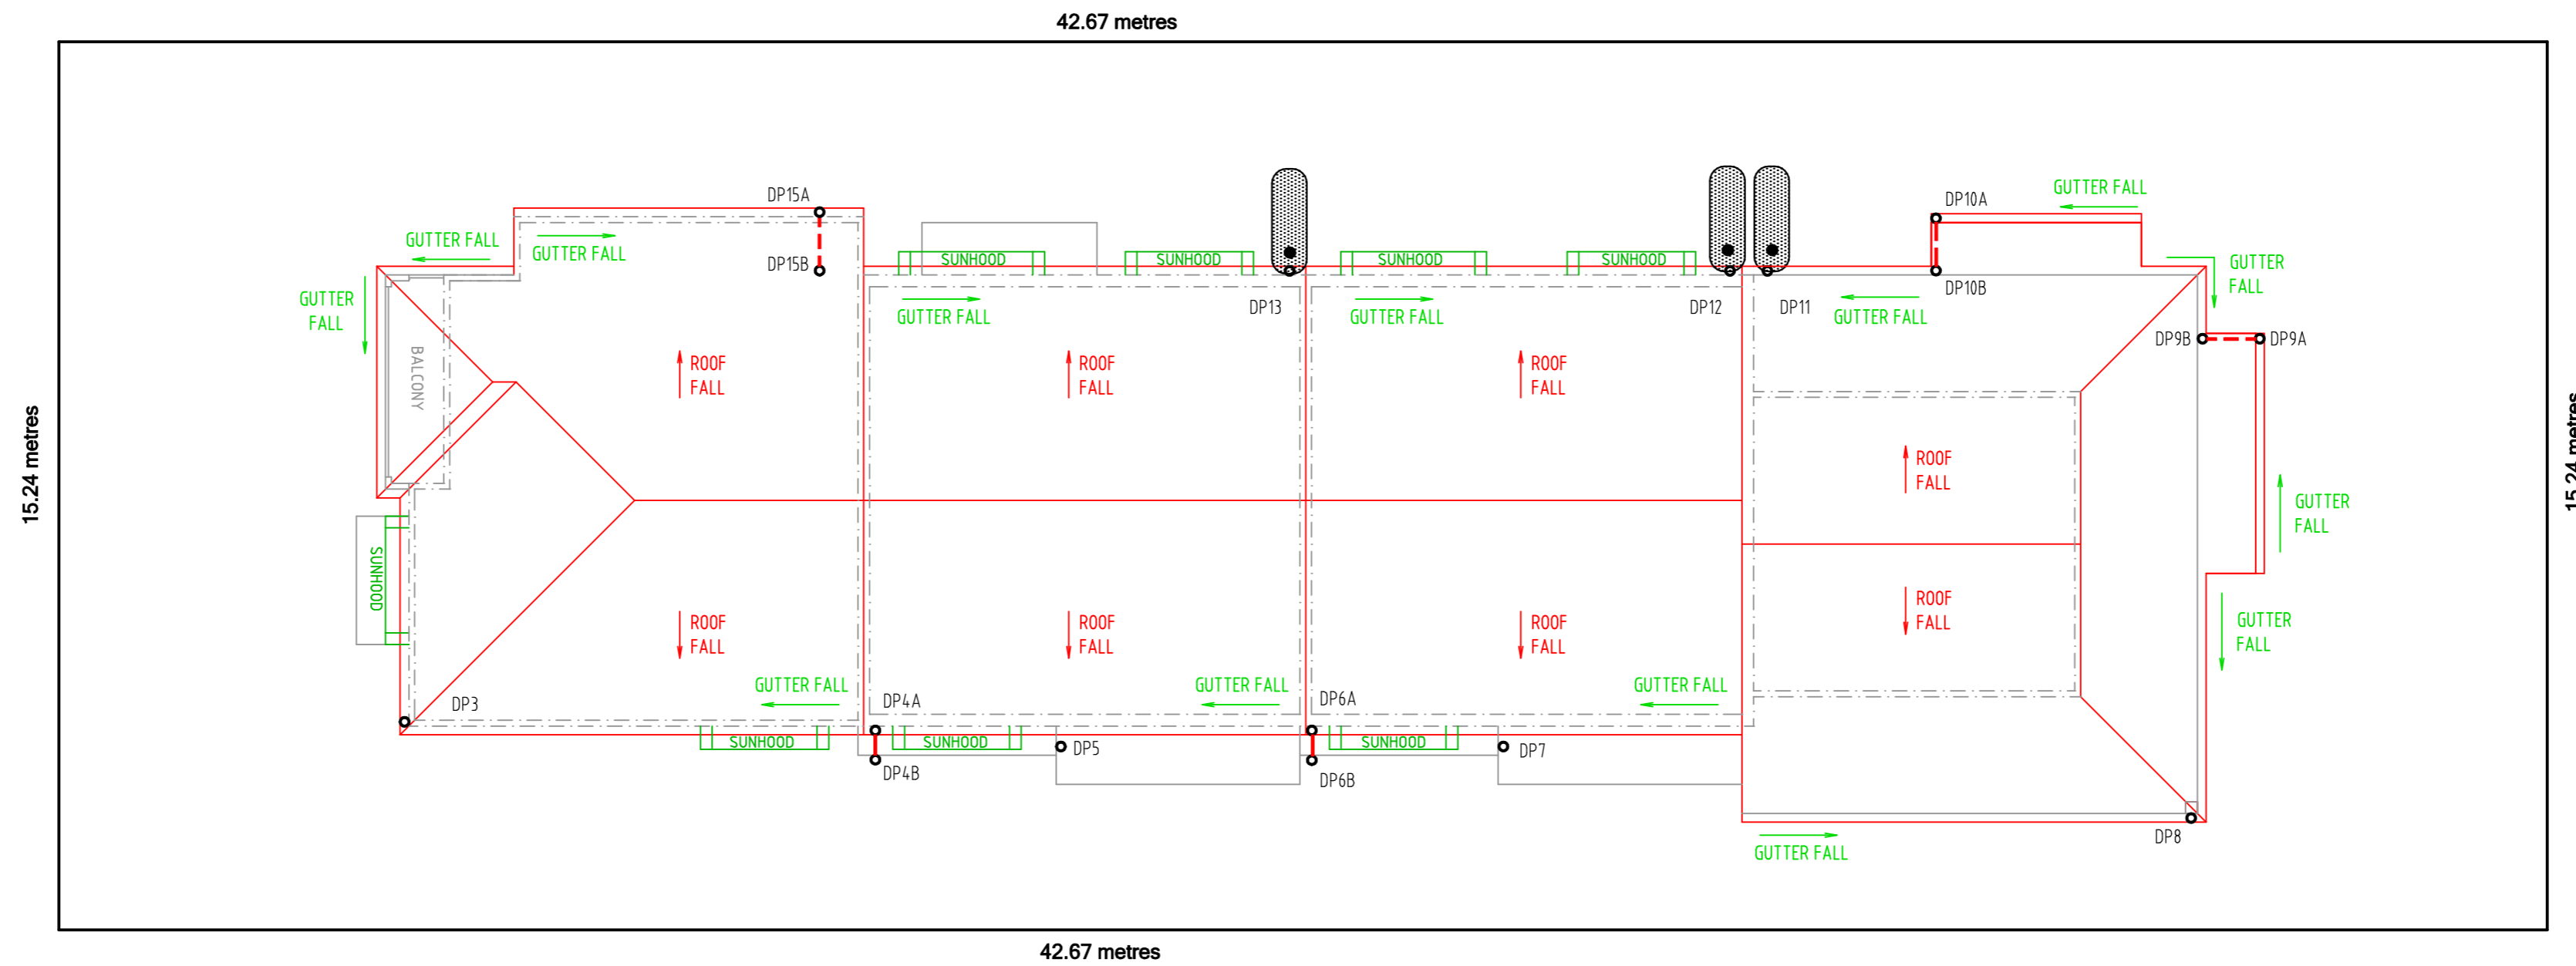 42.67 metres
DP15A
GUTTER FALL
GUTTER FALL
DP15B
GUTTER
FALL
BALCONY
SUNHOOD
SUNHOOD
SUNHOOD
SUNHOOD
SUNHOOD
GUTTER FALL
DP13
GUTTER FALL
DP12
DP11
GUTTER FALL
DP10A
DP10B
GUTTER FALL
GUTTER
FALL
DP9B
DP9A
ROOF
FALL
ROOF
FALL
ROOF
FALL
ROOF
FALL
GUTTER
FALL
15.24 metres
15.24 metres
ROOF
FALL
ROOF
FALL
ROOF
FALL
ROOF
FALL
GUTTER
FALL
DP3
GUTTER FALL
DP4A
GUTTER FALL
DP6A
GUTTER FALL
SUNHOOD
SUNHOOD
DP5
SUNHOOD
DP7
DP4B
DP6B
DP8
GUTTER FALL
42.67 metres